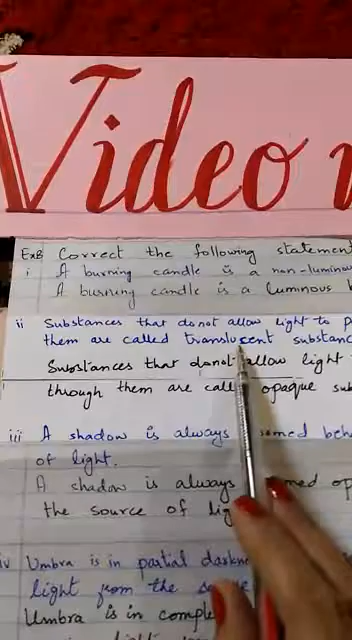 Video
Ex B Correct the following statement
i A burning candle is a non-luminou
A burning candle is a luminous b
ii Substances that do not allow light to p
them are called translucent substanc
Substances that do not allow light
through them are call opaque sub
iii A shadow is always beh
of light.
A shadow is always op
the source of lig
iv Umbra is in partial darkne
light from the
Umbra is in comple
light